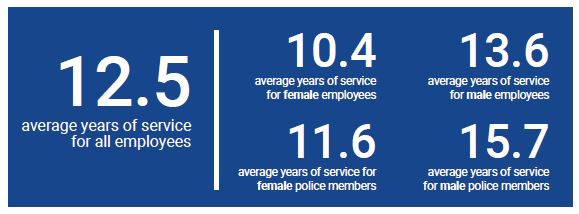 12.5
average years of service
for all employees
10.4
average years of service
for female employees
13.6
average years of service
for male employees
11.6
average years of service for
female police members
15.7
average years of service
for male police members